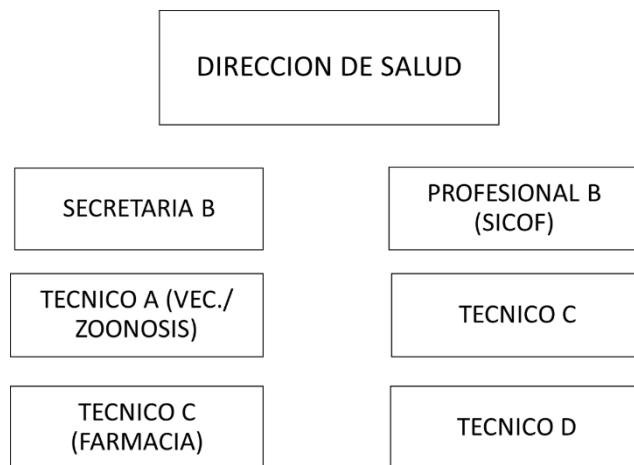 DIRECCION DE SALUD
SECRETARIA B
PROFESIONAL B
(SICOF)
TECNICO A (VEC./
ZOONOSIS)
TECNICO C
TECNICO C
(FARMACIA)
TECNICO D